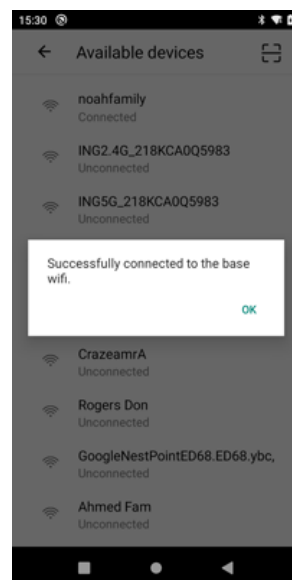 15:30
Available devices
noahfamily
Connected
ING2.4G_218KCA0Q5983
Unconnected
ING5G_218KCA0Q5983
Unconnected
Successfully connected to the base
wifi.
OK
CrazeamrA
Unconnected
Rogers Don
Unconnected
GoogleNestPointED68.ED68.ybc,
Unconnected
Ahmed Fam
Unconnected